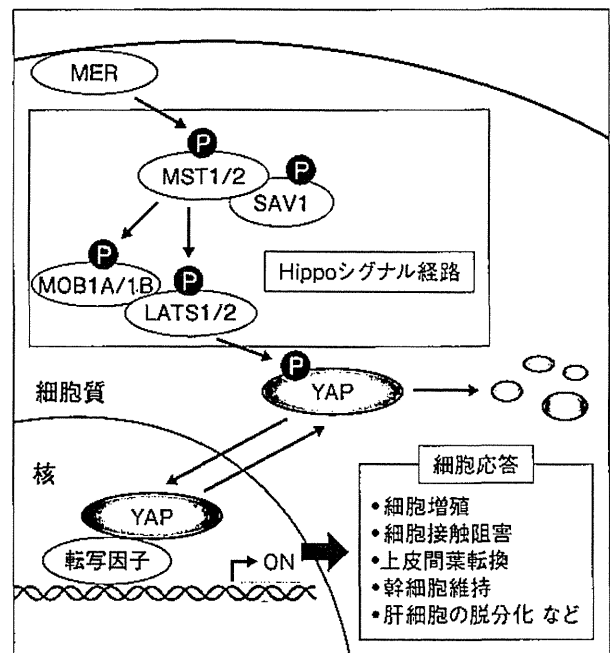 MER
P
MST1/2
P
SAV1
P
MOB1A/1B
P
LATS1/2
Hippoシグナル経路
P
YAP
細胞質
核
YAP
転写因子
ON
細胞応答
•細胞増殖
•細胞接触阻害
•上皮間葉転換
•幹細胞維持
•肝細胞の脱分化 など